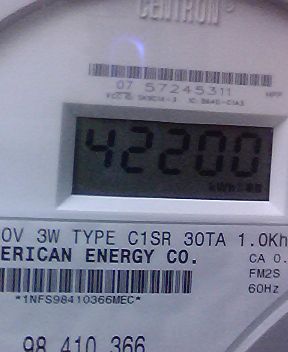 CENTRON®
07 57245311
42200
kWh
0V 3W TYPE C1SR 30TA 1.0Kh
ERICAN ENERGY CO.
CA 0.
FM2S
*1NFS98410366MEC*
60Hz
98 410 366